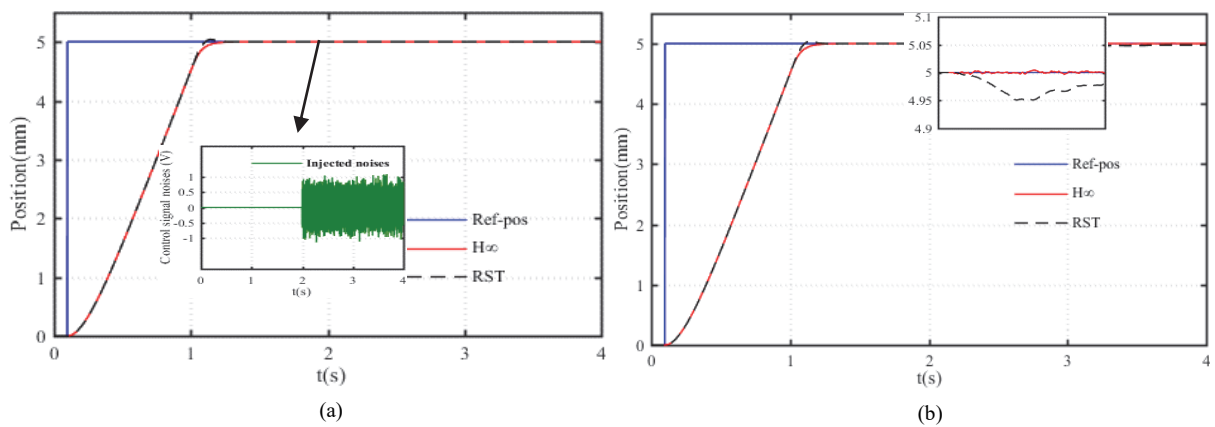 5
4
3
2
1
0
Position(mm)
0
1
2
3
4
t(s)
Control signal noises (V)
1
0.5
0
-0.5
-1
Injected noises
0
1
2
3
4
t(s)
Ref-pos
H∞
RST
(a)
5
4
3
2
1
0
Position(mm)
0
1
2
3
4
t(s)
5.1
5.05
5
4.95
4.9
Ref-pos
H∞
RST
(b)